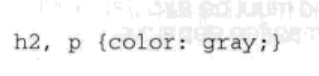 h2, p {color: gray;}